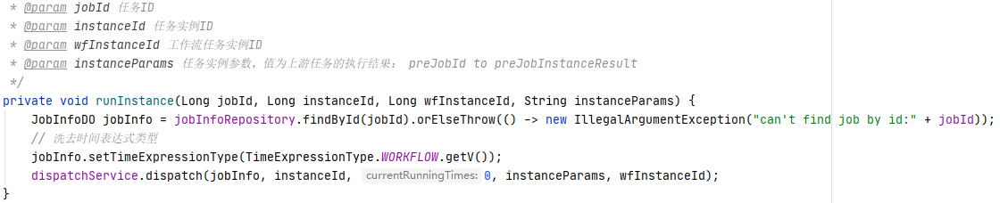 * @param jobId 任务ID
* @param instanceId 任务实例ID
* @param wfInstanceId 工作流任务实例ID
* @param instanceParams 任务实例参数，值为上游任务的执行结果： preJobId to preJobInstanceResult
*/
private void runInstance(Long jobId, Long instanceId, Long wfInstanceId, String instanceParams) {
JobInfoDO jobInfo = jobInfoRepository.findById(jobId).orElseThrow(() -> new IllegalArgumentException("can't find job by id:" + jobId));
// 洗去时间表达式类型
jobInfo.setTimeExpressionType(TimeExpressionType.WORKFLOW.getV());
dispatchService.dispatch(jobInfo, instanceId, currentRunningTimes: 0, instanceParams, wfInstanceId);
}